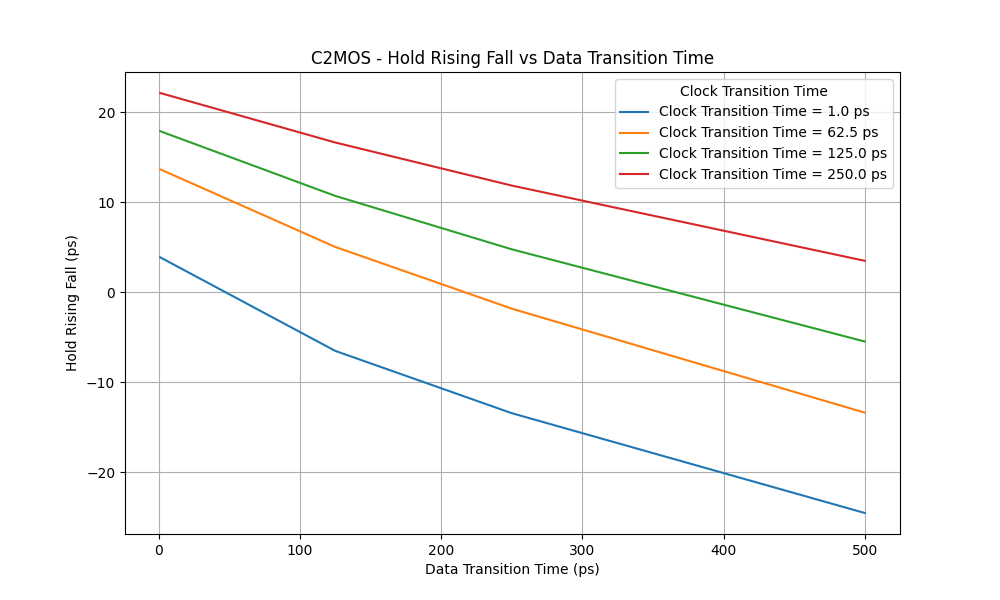 C2MOS - Hold Rising Fall vs Data Transition Time
Clock Transition Time
Clock Transition Time = 1.0 ps
Clock Transition Time = 62.5 ps
Clock Transition Time = 125.0 ps
Clock Transition Time = 250.0 ps
Hold Rising Fall (ps)
20
10
0
−10
−20
0 100 200 300 400 500
Data Transition Time (ps)